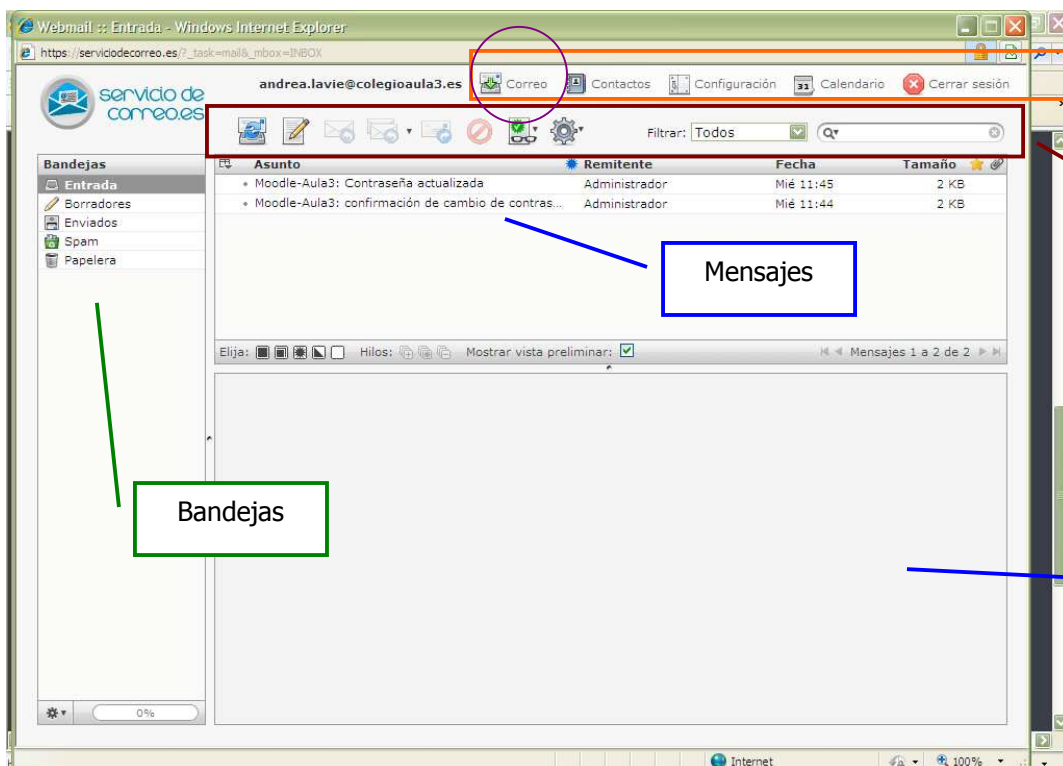 Webmail :: Entrada - Windows Internet Explorer
https://serviciodecorreo.es/?_task=mail&_mbox=INBOX
servicio de
correo.es
andrea.lavie@colegioaula3.es Correo Contactos Configuración 31 Calendario Cerrar sesión
Filtrar: Todos
Bandejas
Entrada
Borradores
Enviados
Spam
Papelera
Asunto Remitente Fecha Tamaño
Moodle-Aula3: Contraseña actualizada Administrador Mié 11:45 2 KB
Moodle-Aula3: confirmación de cambio de contras... Administrador Mié 11:44 2 KB
Mensajes
Elija: Hilos: Mostrar vista preliminar: Mensajes 1 a 2 de 2
Bandejas
0%
Internet 100%